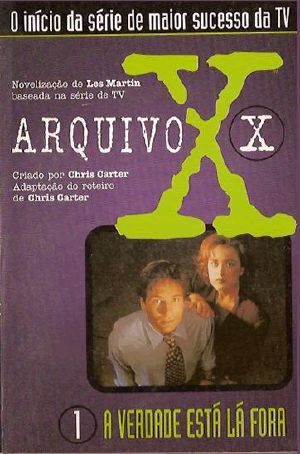 O início da série de maior sucesso da TV
Novelização de Les Martin
baseada na série de TV
ARQUIVO X
Criado por Chris Carter
Adaptação do roteiro
de Chris Carter
1 A VERDADE ESTÁ LÁ FORA